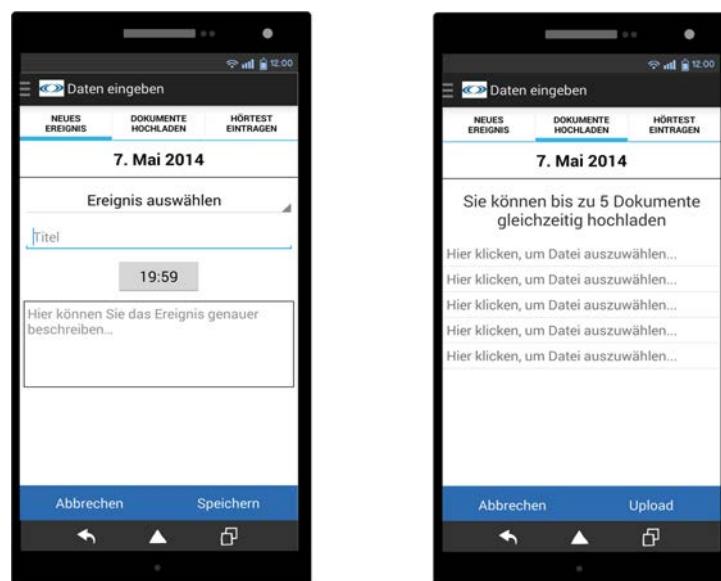 12:00
Daten eingeben
NEUES EREIGNIS
DOKUMENTE HOCHLADEN
HÖRTEST EINTRAGEN
7. Mai 2014
Ereignis auswählen
Titel
19:59
Hier können Sie das Ereignis genauer
beschreiben...
Abbrechen
Speichern
12:00
Daten eingeben
NEUES EREIGNIS
DOKUMENTE HOCHLADEN
HÖRTEST EINTRAGEN
7. Mai 2014
Sie können bis zu 5 Dokumente
gleichzeitig hochladen
Hier klicken, um Datei auszuwählen...
Hier klicken, um Datei auszuwählen...
Hier klicken, um Datei auszuwählen...
Hier klicken, um Datei auszuwählen...
Hier klicken, um Datei auszuwählen...
Abbrechen
Upload